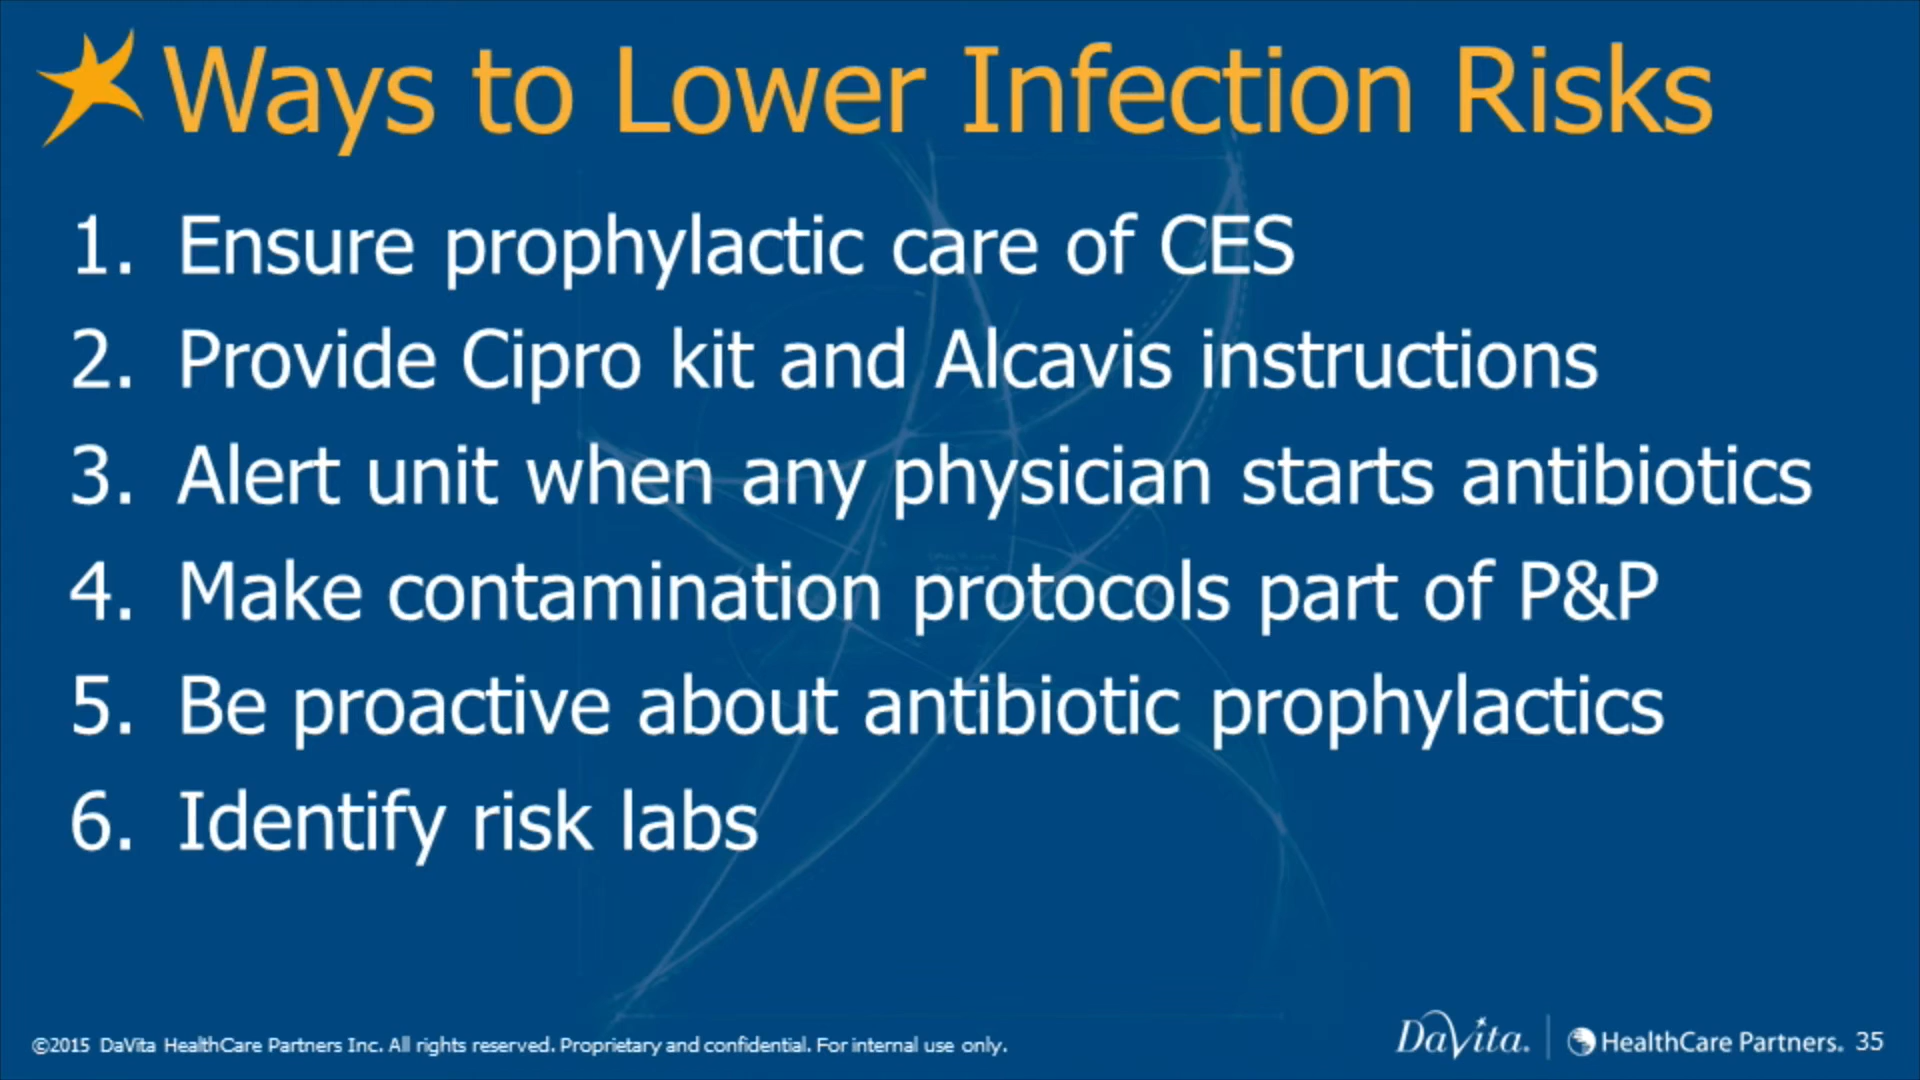 Ways to Lower Infection Risks
1. Ensure prophylactic care of CES
2. Provide Cipro kit and Alcavis instructions
3. Alert unit when any physician starts antibiotics
4. Make contamination protocols part of P&P
5. Be proactive about antibiotic prophylactics
6. Identify risk labs
©2015 DaVita HealthCare Partners Inc. All rights reserved. Proprietary and confidential. For internal use only.
DaVita. HealthCare Partners. 35